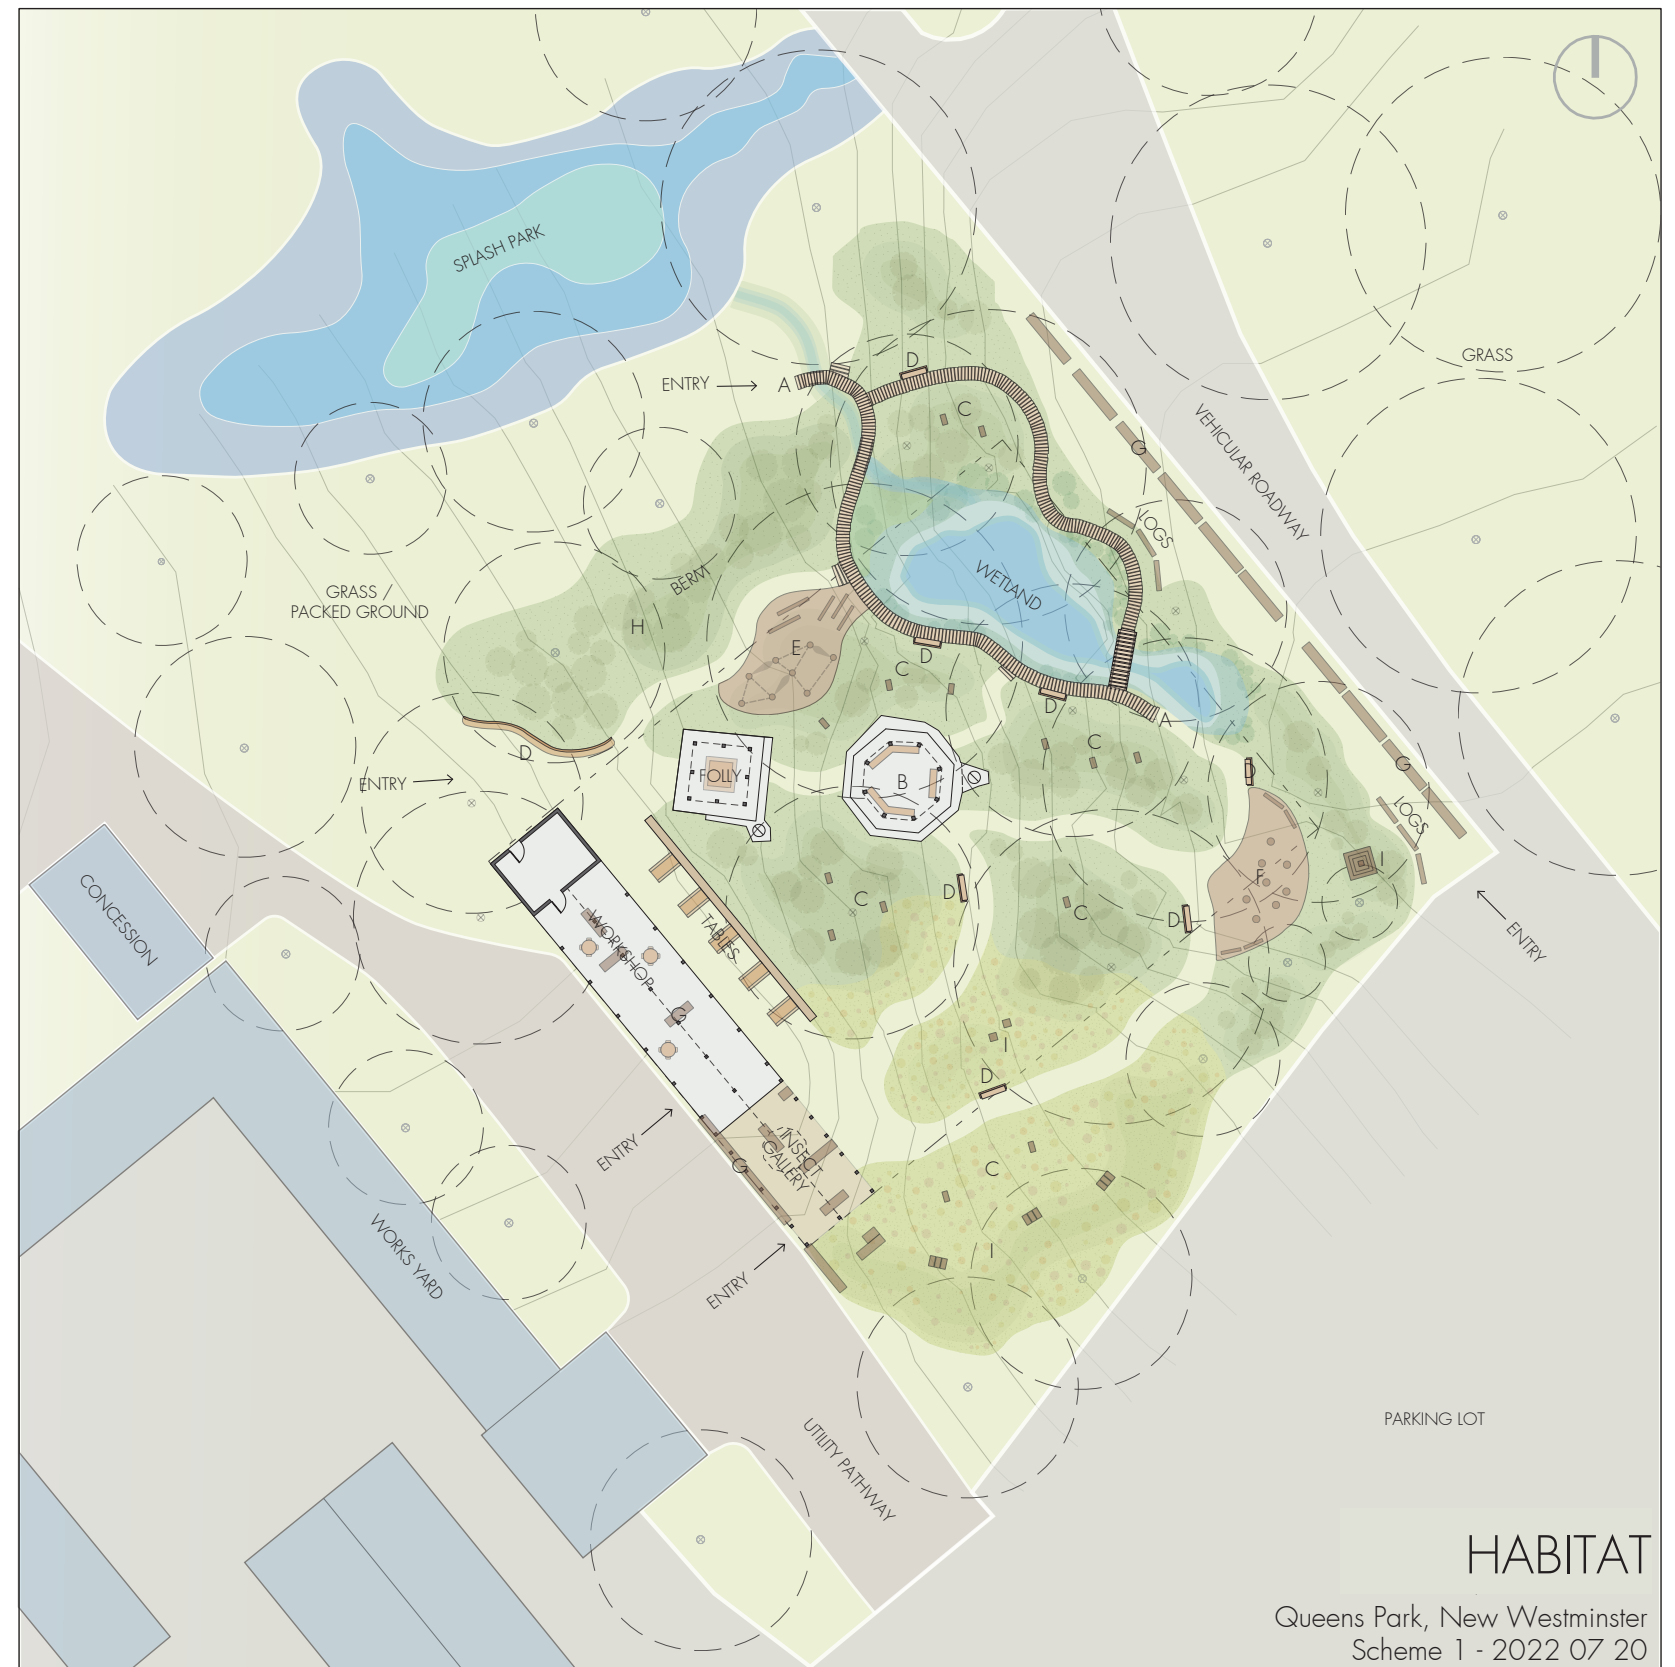 SPLASH PARK
GRASS
ENTRY
A
D
C
G
VEHICULAR ROADWAY
LOGS
WETLAND
BERM
GRASS /
PACKED GROUND
H
E
C
D
D
A
C
D
ENTRY
D
FOLLY
B
G
LOGS
I
F
D
D
C
C
ENTRY
CONCESSION
TABLES
WORKSHOP
G
I
D
ENTRY
G
INSECT
GALLERY
C
I
ENTRY
WORKS YARD
UTILITY PATHWAY
PARKING LOT
HABITAT
Queens Park, New Westminster
Scheme 1 - 2022 07 20